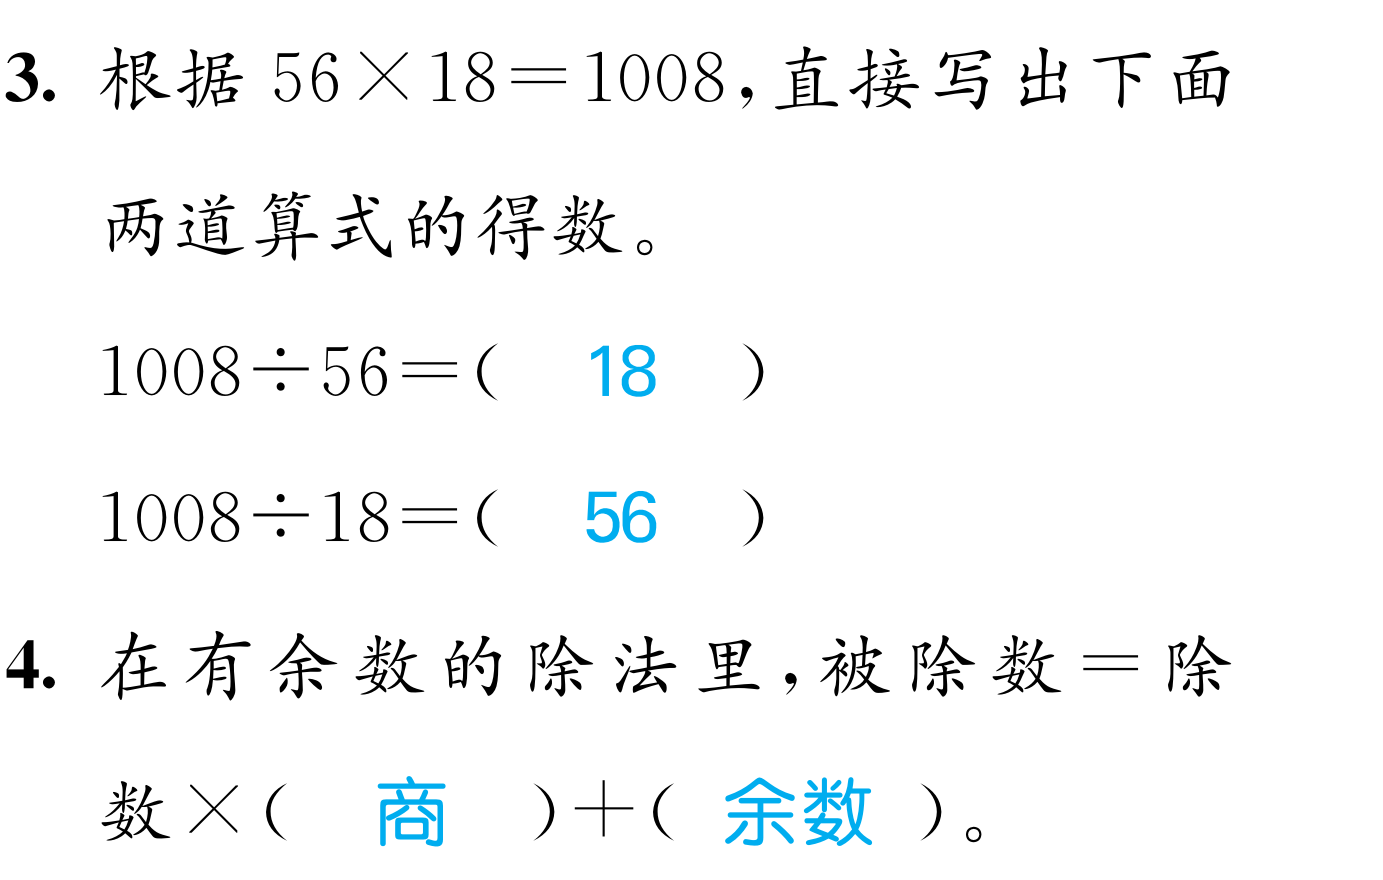 3. 根据 56×18=1008,直接写出下面
两道算式的得数。
1008÷56=( 18 )
1008÷18=( 56 )
4. 在有余数的除法里,被除数=除
数×( 商 )+( 余数 )。